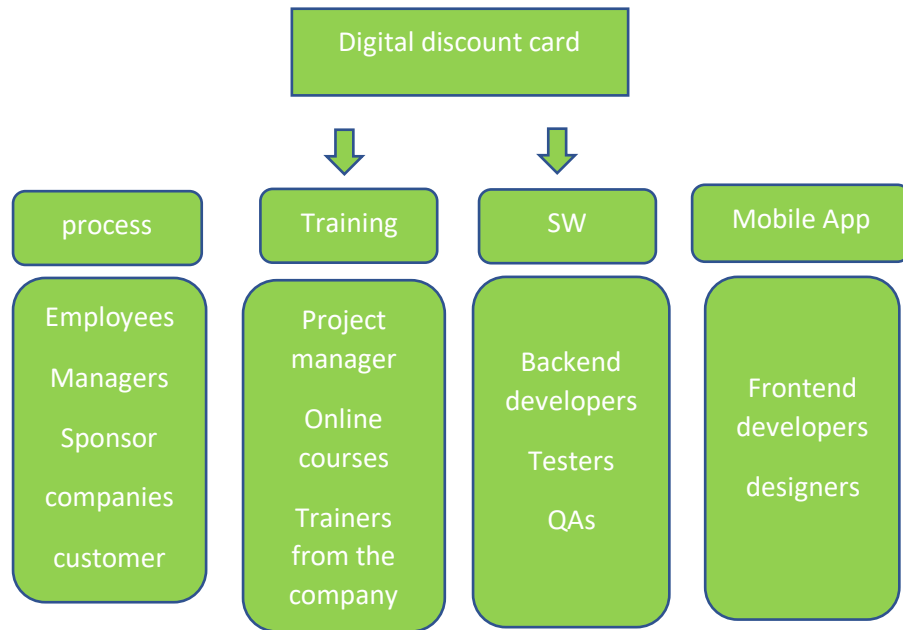 Digital discount card
process
Training
SW
Mobile App
Employees
Managers
Sponsor
companies
customer
Project
manager
Online
courses
Trainers
from the
company
Backend
developers
Testers
QAs
Frontend
developers
designers